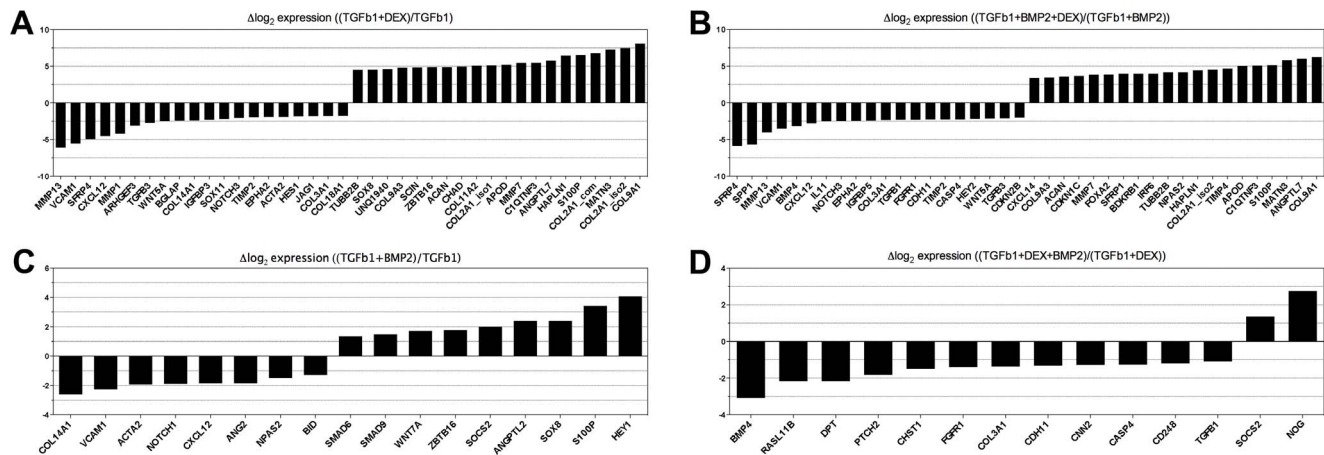 A
Δlog2 expression ((TGFb1+DEX)/TGFb1)
10
5
0
-5
-10
MMP13
VCAM1
SFRP4
CXCL12
MMP1
ARHGEF3
TGFB3
WNT5A
BGLAP
COL14A1
IGFBP3
SOX11
NOTCH3
TIMP2
EPHA2
ACTA2
HES1
JAG1
COL3A1
COL18A1
TUBB2B
SOX8
UNQ1940
COL9A3
SCIN
ZBTB16
ACAN
CHAD
COL11A2
COL2A1_iso1
APOD
MMP7
C1QTNF3
ANGPTL7
HAPLN1
S100P
COL2A1_com
MATN3
COL2A1_iso2
COL9A1
B
Δlog2 expression ((TGFb1+BMP2+DEX)/(TGFb1+BMP2))
10
5
0
-5
-10
SFRP4
SPP1
MMP13
VCAM1
BMP4
CXCL12
IL11
NOTCH3
EPHA2
IGFBP5
COL3A1
TGFB1
FGFR1
CDH11
TIMP2
CASP4
HEY2
WNT5A
TGFB3
CDKN2B
CXCL14
COL9A3
ACAN
CDKN1C
MMP7
FOXA2
SFRP1
BDKRB1
IRF6
TUBB2B
NPAS2
HAPLN1
COL2A1_iso2
TIMP4
APOD
C1QTNF3
S100P
MATN3
ANGPTL7
COL9A1
C
Δlog2 expression ((TGFb1+BMP2)/TGFb1)
6
4
2
0
-2
-4
COL14A1
VCAM1
ACTA2
NOTCH1
CXCL12
ANG2
NPAS2
BID
SMAD6
SMAD9
WNT7A
ZBTB16
SOCS2
ANGPTL2
SOX8
S100P
HEY1
D
Δlog2 expression ((TGFb1+DEX+BMP2)/(TGFb1+DEX))
4
2
0
-2
-4
BMP4
RASL11B
DPT
PTCH2
CHST1
FGFR1
COL3A1
CDH11
CNN2
CASP4
CD248
TGFB1
SOCS2
NOG